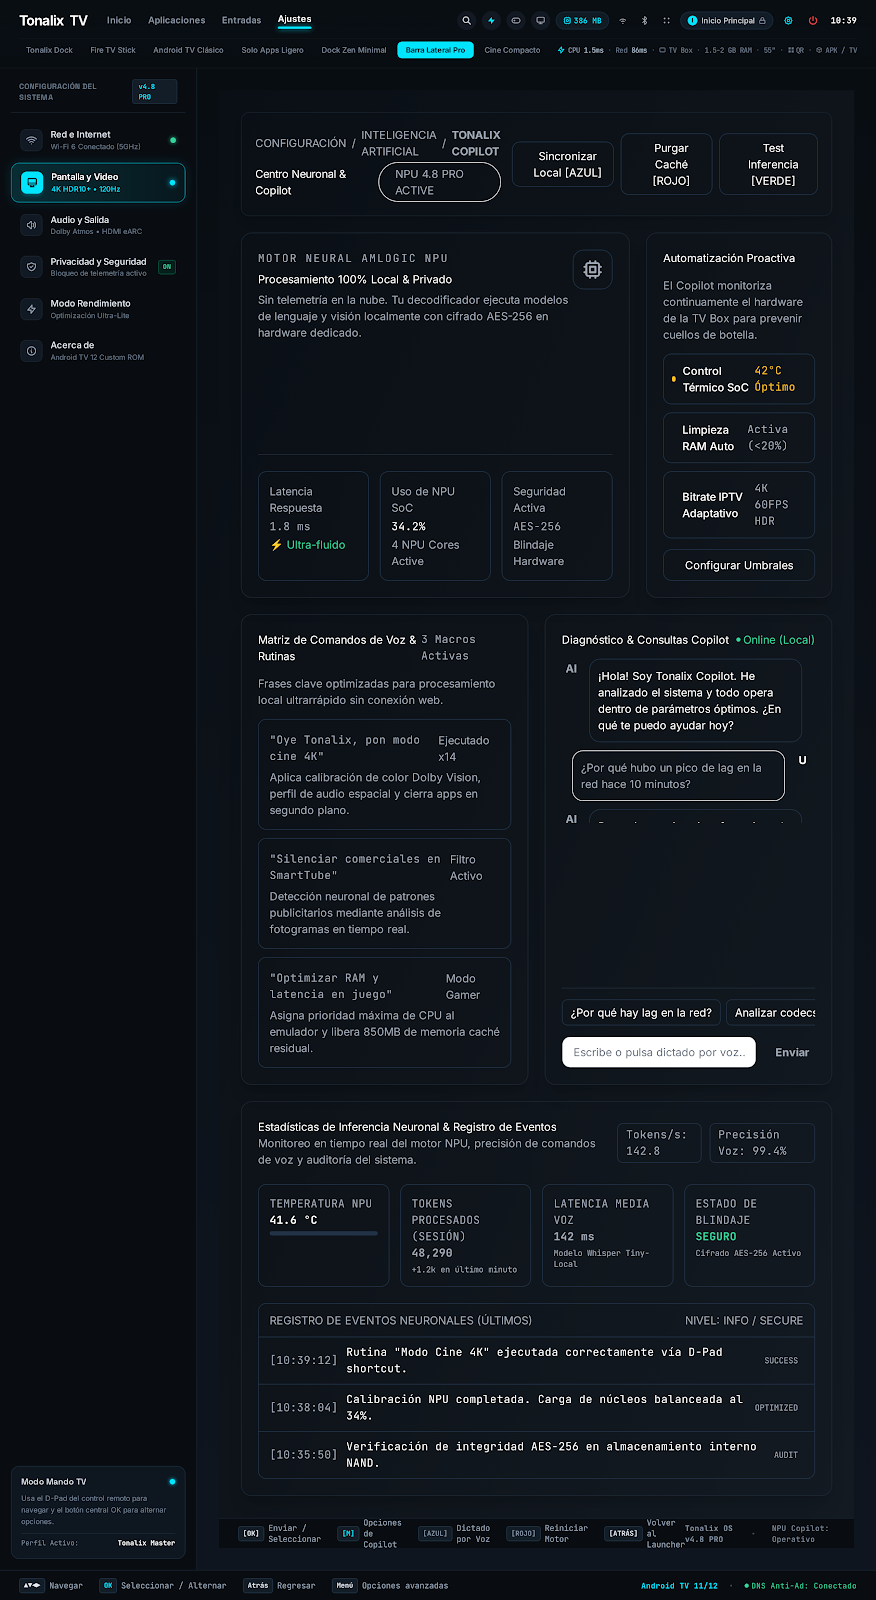 Tonalix TV
Inicio
Aplicaciones
Entradas
Ajustes
386 MB
Inicio Principal
10:39
Tonalix Dock
Fire TV Stick
Android TV Clásico
Solo Apps Ligero
Dock Zen Minimal
Barra Lateral Pro
Cine Compacto
CPU 1.5ms · Red 86ms · TV Box · 1.5-2 GB RAM · 55" · QR · APK / TV
CONFIGURACIÓN DEL
SISTEMA
v4.8
PRO
Red e Internet
Wi-Fi 6 Conectado (5GHz)
Pantalla y Video
4K HDR10+ • 120Hz
Audio y Salida
Dolby Atmos • HDMI eARC
Privacidad y Seguridad
Bloqueo de telemetría activo
ON
Modo Rendimiento
Optimización Ultra-Lite
Acerca de
Android TV 12 Custom ROM
CONFIGURACIÓN /
INTELIGENCIA
ARTIFICIAL
/
TONALIX
COPILOT
Centro Neuronal &
Copilot
NPU 4.8 PRO
ACTIVE
Sincronizar
Local [AZUL]
Purgar
Caché
[ROJO]
Test
Inferencia
[VERDE]
MOTOR NEURAL AMLOGIC NPU
Procesamiento 100% Local & Privado
Sin telemetría en la nube. Tu decodificador ejecuta modelos
de lenguaje y visión localmente con cifrado AES-256 en
hardware dedicado.
Latencia
Respuesta
1.8 ms
⚡ Ultra-fluido
Uso de NPU
SoC
34.2%
4 NPU Cores
Active
Seguridad
Activa
AES-256
Blindaje
Hardware
Automatización Proactiva
El Copilot monitoriza
continuamente el hardware
de la TV Box para prevenir
cuellos de botella.
Control
Térmico SoC
42°C
Óptimo
Limpieza
RAM Auto
Activa
(<20%)
Bitrate IPTV
Adaptativo
4K
60FPS
HDR
Configurar Umbrales
Matriz de Comandos de Voz &
Rutinas
3 Macros
Activas
Frases clave optimizadas para procesamiento
local ultrarrápido sin conexión web.
"Oye Tonalix, pon modo
cine 4K"
Ejecutado
x14
Aplica calibración de color Dolby Vision,
perfil de audio espacial y cierra apps en
segundo plano.
"Silenciar comerciales en
SmartTube"
Filtro
Activo
Detección neuronal de patrones
publicitarios mediante análisis de
fotogramas en tiempo real.
"Optimizar RAM y
latencia en juego"
Modo
Gamer
Asigna prioridad máxima de CPU al
emulador y libera 850MB de memoria caché
residual.
Diagnóstico & Consultas Copilot
• Online (Local)
AI
¡Hola! Soy Tonalix Copilot. He
analizado el sistema y todo opera
dentro de parámetros óptimos. ¿En
qué te puedo ayudar hoy?
U
¿Por qué hubo un pico de lag en la
red hace 10 minutos?
AI
¿Por qué hay lag en la red?
Analizar codecs
Escribe o pulsa dictado por voz..
Enviar
Estadísticas de Inferencia Neuronal & Registro de Eventos
Monitoreo en tiempo real del motor NPU, precisión de comandos
de voz y auditoría del sistema.
Tokens/s:
142.8
Precisión
Voz: 99.4%
TEMPERATURA NPU
41.6 °C
TOKENS
PROCESADOS
(SESIÓN)
48,290
+1.2k en último minuto
LATENCIA MEDIA
VOZ
142 ms
Modelo Whisper Tiny-
Local
ESTADO DE
BLINDAJE
SEGURO
Cifrado AES-256 Activo
REGISTRO DE EVENTOS NEURONALES (ÚLTIMOS)
NIVEL: INFO / SECURE
[10:39:12]
Rutina "Modo Cine 4K" ejecutada correctamente vía D-Pad
shortcut.
SUCCESS
[10:38:04]
Calibración NPU completada. Carga de núcleos balanceada al
34%.
OPTIMIZED
[10:35:50]
Verificación de integridad AES-256 en almacenamiento interno
NAND.
AUDIT
Modo Mando TV
Usa el D-Pad del control remoto para
navegar y el botón central OK para alternar
opciones.
Perfil Activo:
Tonalix Master
[OK]
Enviar /
Seleccionar
[M]
Opciones
de
Copilot
[AZUL]
Dictado
por Voz
[ROJO]
Reiniciar
Motor
[ATRÁS]
Volver
al
Launcher
Tonalix OS
v4.8 PRO
·
NPU Copilot:
Operativo
▲▼◀▶ Navegar
OK Seleccionar / Alternar
Atrás Regresar
Menú Opciones avanzadas
Android TV 11/12
·
● DNS Anti-Ad: Conectado